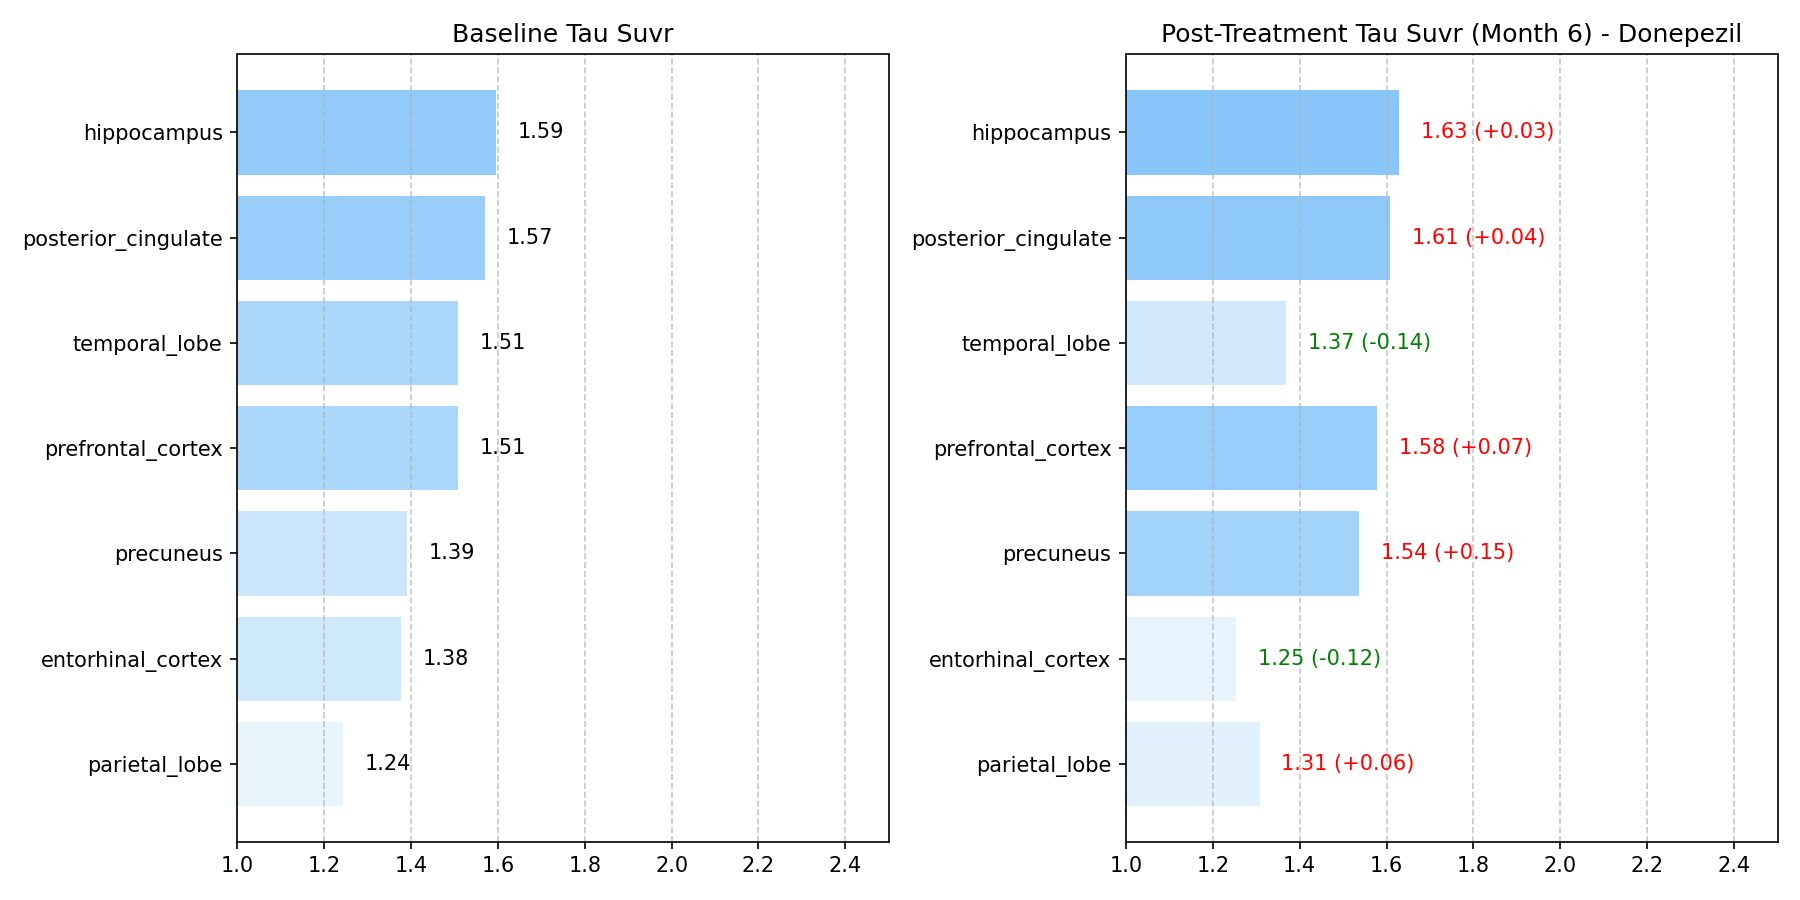 Baseline Tau Suvr
hippocampus
1.59
posterior_cingulate
1.57
temporal_lobe
1.51
prefrontal_cortex
1.51
precuneus
1.39
entorhinal_cortex
1.38
parietal_lobe
1.24
1.0 1.2 1.4 1.6 1.8 2.0 2.2 2.4
Post-Treatment Tau Suvr (Month 6) - Donepezil
hippocampus
1.63 (+0.03)
posterior_cingulate
1.61 (+0.04)
temporal_lobe
1.37 (-0.14)
prefrontal_cortex
1.58 (+0.07)
precuneus
1.54 (+0.15)
entorhinal_cortex
1.25 (-0.12)
parietal_lobe
1.31 (+0.06)
1.0 1.2 1.4 1.6 1.8 2.0 2.2 2.4